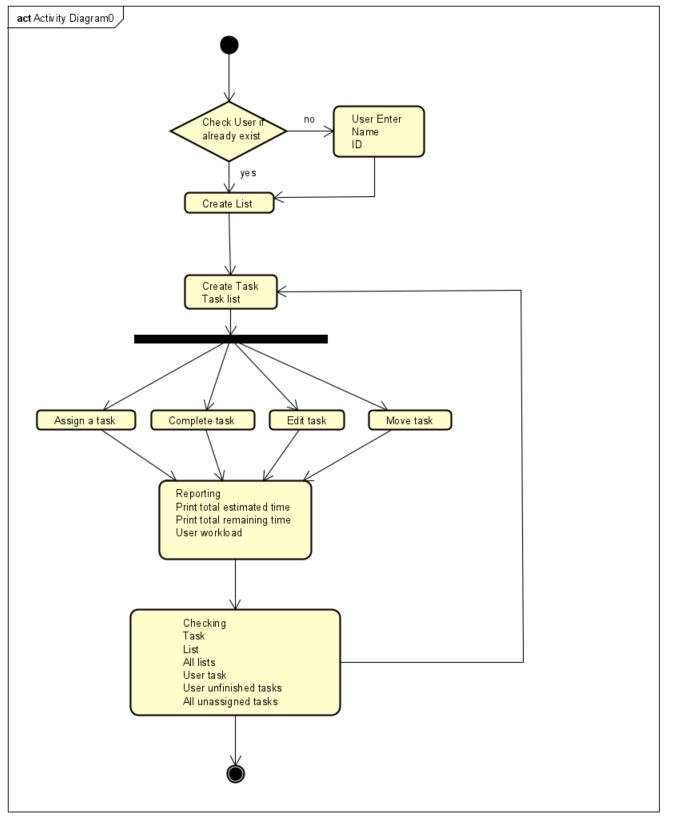 act Activity Diagram0
Check User if
already exist
no
User Enter
Name
ID
yes
Create List
Create Task
Task list
Assign a task
Complete task
Edit task
Move task
Reporting
Print total estimated time
Print total remaining time
User workload
Checking
Task
List
All lists
User task
User unfinished tasks
All unassigned tasks